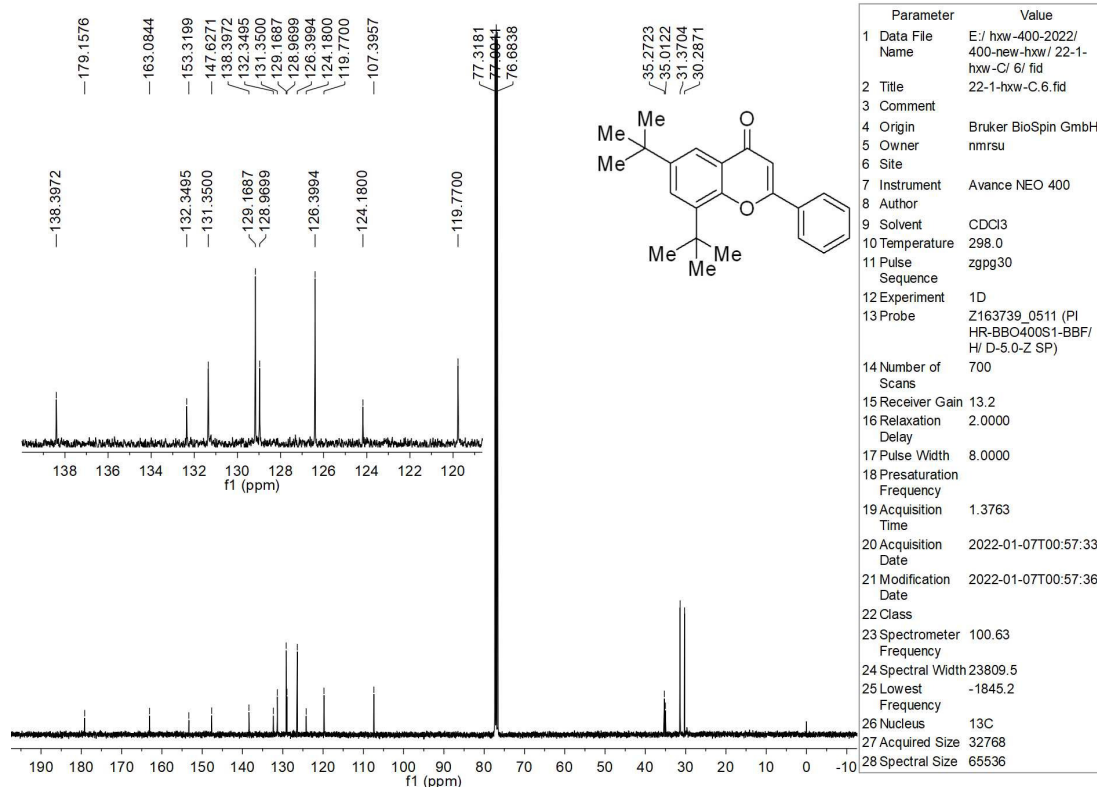 179.1576
163.0844
153.3199
147.6271
138.3972
132.3495
131.3500
129.1687
128.9699
126.3994
124.1800
119.7700
107.3957
77.3181
77.0011
76.6838
35.2723
35.0122
31.3704
30.2871
138.3972
132.3495
131.3500
129.1687
128.9699
126.3994
124.1800
119.7700
138 136 134 132 130 128 126 124 122 120
f1 (ppm)
Me
Me
Me
O
O
Me
Me
Me
190 180 170 160 150 140 130 120 110 100 90 80 70 60 50 40 30 20 10 0 -10
f1 (ppm)
Parameter Value
1 Data File E:/ hxw-400-2022/
Name 400-new-hxw/ 22-1-
hxw-C/ 6/ fid
2 Title 22-1-hxw-C.6.fid
3 Comment
4 Origin Bruker BioSpin GmbH
5 Owner nmrsu
6 Site
7 Instrument Avance NEO 400
8 Author
9 Solvent CDCl3
10 Temperature 298.0
11 Pulse zgpg30
Sequence
12 Experiment 1D
13 Probe Z163739_0511 (PI
HR-BBO400S1-BBF/
H/ D-5.0-Z SP)
14 Number of 700
Scans
15 Receiver Gain 13.2
16 Relaxation 2.0000
Delay
17 Pulse Width 8.0000
18 Presaturation
Frequency
19 Acquisition 1.3763
Time
20 Acquisition 2022-01-07T00:57:33
Date
21 Modification 2022-01-07T00:57:36
Date
22 Class
23 Spectrometer 100.63
Frequency
24 Spectral Width 23809.5
25 Lowest -1845.2
Frequency
26 Nucleus 13C
27 Acquired Size 32768
28 Spectral Size 65536